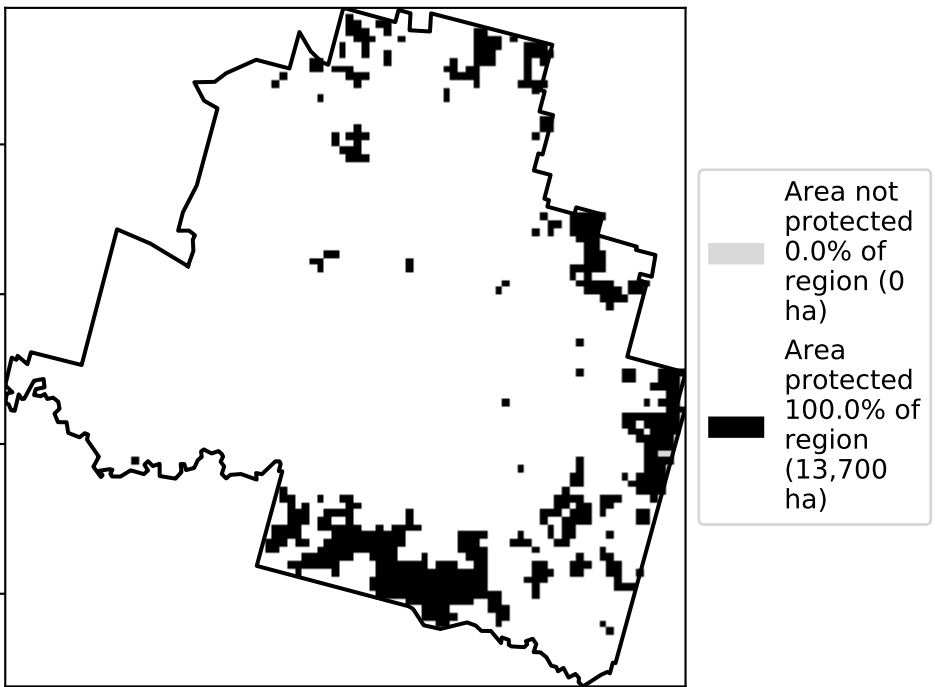 Area not
protected
0.0% of
region (0
ha)
Area
protected
100.0% of
region
(13,700
ha)